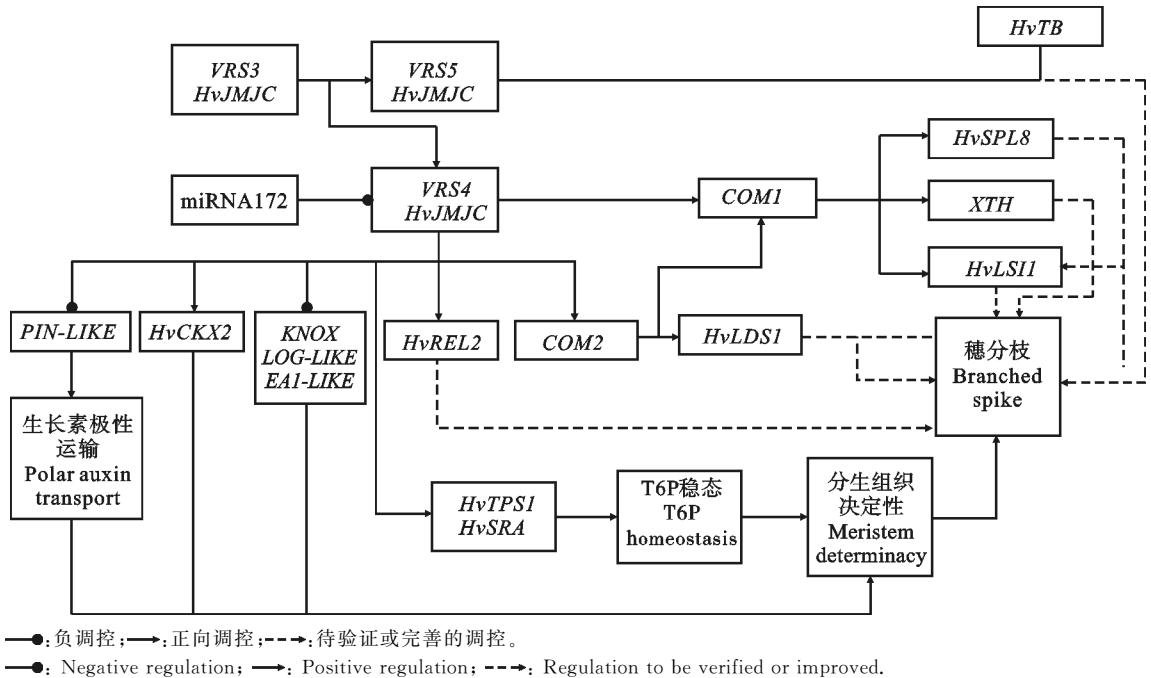 HvTB
VRS3
HvJMJC
VRS5
HvJMJC
HvSPL8
miRNA172
VRS4
HvJMJC
COM1
XTH
HvLSI1
PIN-LIKE
HvCKX2
KNOX
LOG-LIKE
EA1-LIKE
HvREL2
COM2
HvLDS1
穗分枝
Branched
spike
生长素极性
运输
Polar auxin
transport
HvTPS1
HvSRA
T6P稳态
T6P
homeostasis
分生组织
决定性
Meristem
determinacy
:负调控; :正向调控; :待验证或完善的调控。
: Negative regulation; : Positive regulation; : Regulation to be verified or improved.